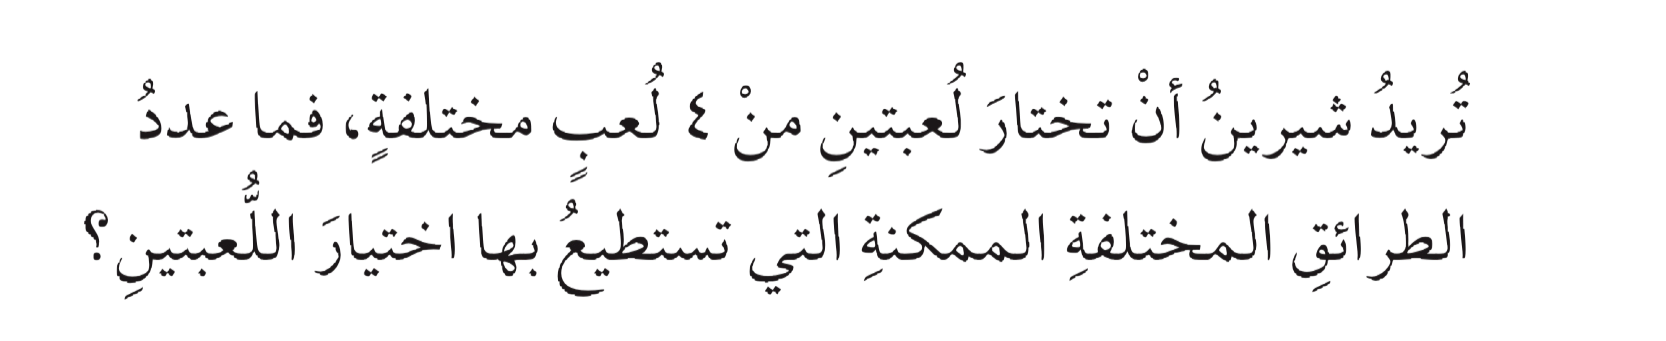 تُريدُ شيرينُ أنْ تختارَ لُعبتينِ منْ ٤ لُعبٍ مختلفةٍ، فما عددُ
الطرائقِ المختلفةِ الممكنةِ التي تستطيعُ بها اختيارَ اللُّعبتينِ؟